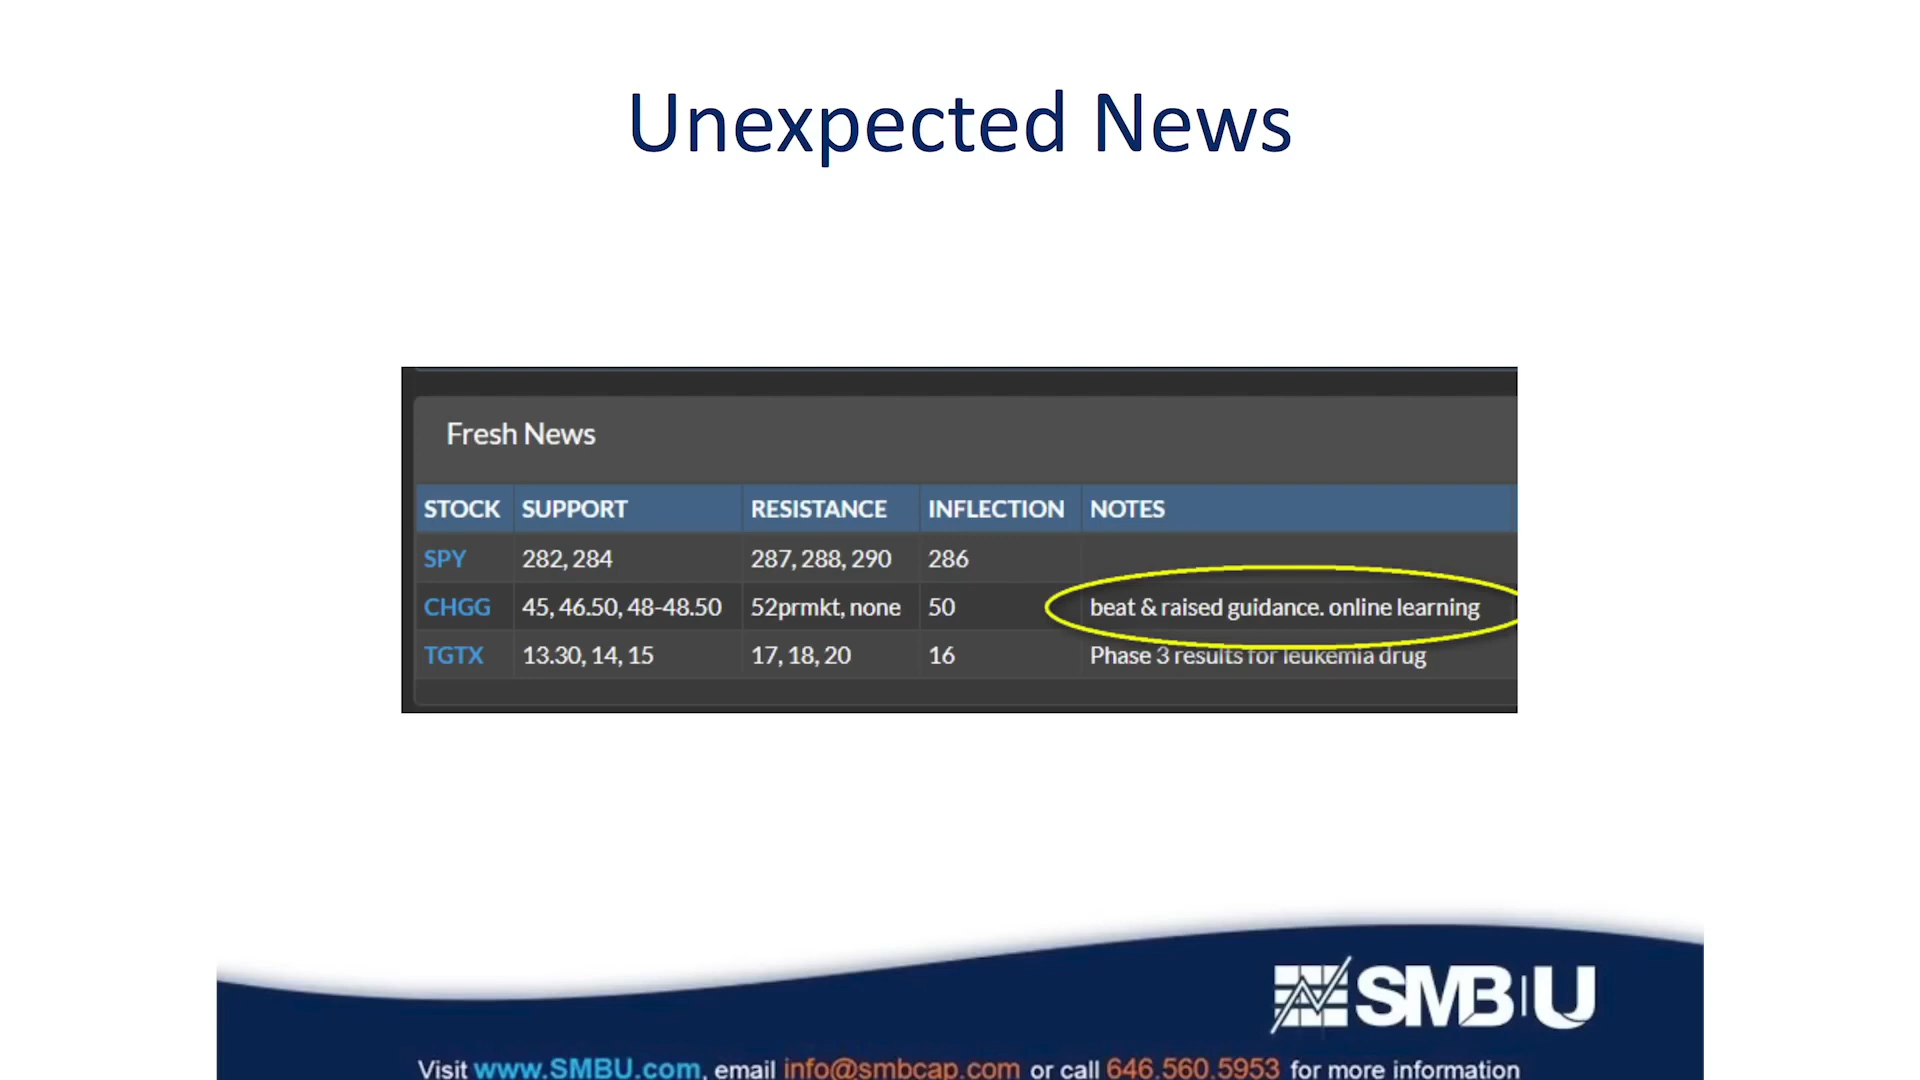 Unexpected News
Fresh News
STOCK SUPPORT RESISTANCE INFLECTION NOTES
SPY 282, 284 287, 288, 290 286
CHGG 45, 46.50, 48-48.50 52prmkt, none 50 beat & raised guidance. online learning
TGTX 13.30, 14, 15 17, 18, 20 16 Phase 3 results for leukemia drug
SMB U
Visit www.SMBU.com, email info@smbcap.com or call 646.560.5953 for more information